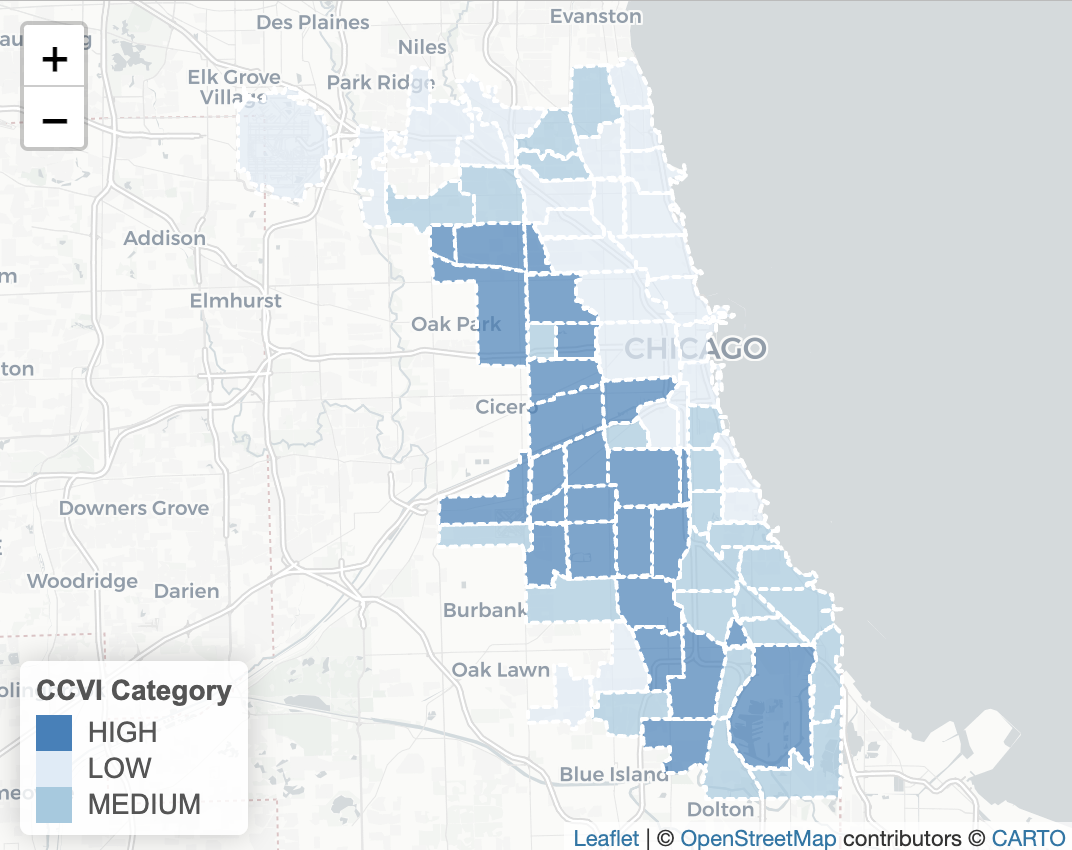 Evanston
Des Plaines
Niles
+
Elk Grove
Village
Park Ridge
−
Addison
Elmhurst
Oak Park
CHICAGO
ton
Cicero
Downers Grove
Woodridge
Darien
Burbank
Oak Lawn
CCVI Category
HIGH
LOW
MEDIUM
Blue Island
Dolton
Leaflet | © OpenStreetMap contributors © CARTO